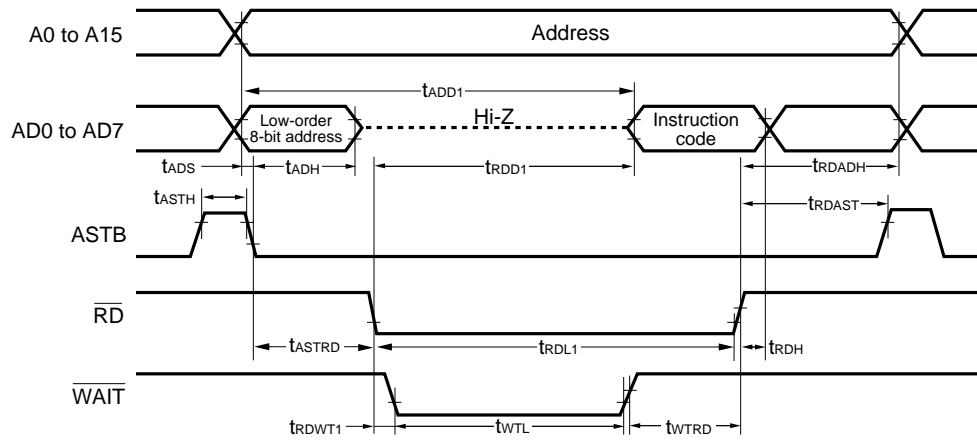 A0 to A15
Address
tADD1
AD0 to AD7
Low-order
8-bit address
Hi-Z
Instruction
code
tADS
tADH
tRDD1
tRDADH
tASTH
tRDAST
ASTB
RD
tASTRD
tRDL1
tRDH
WAIT
tRDWT1
tWTL
tWTRD